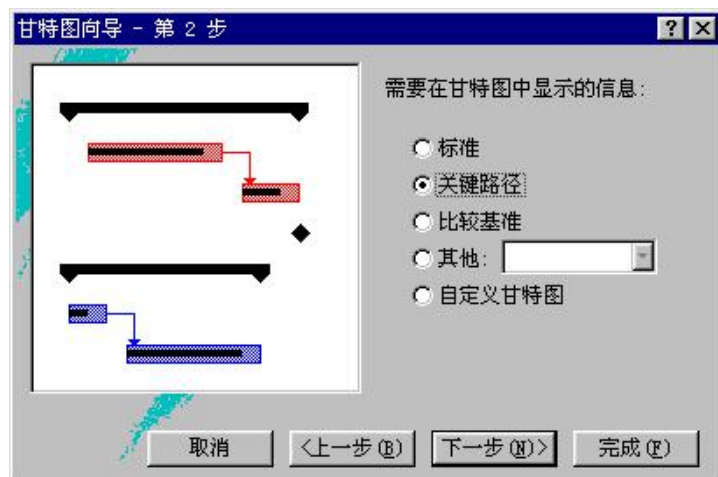 甘特图向导 - 第 2 步
需要在甘特图中显示的信息:
标准
关键路径
比较基准
其他:
自定义甘特图
取消 <上一步(B) 下一步(N)> 完成(F)